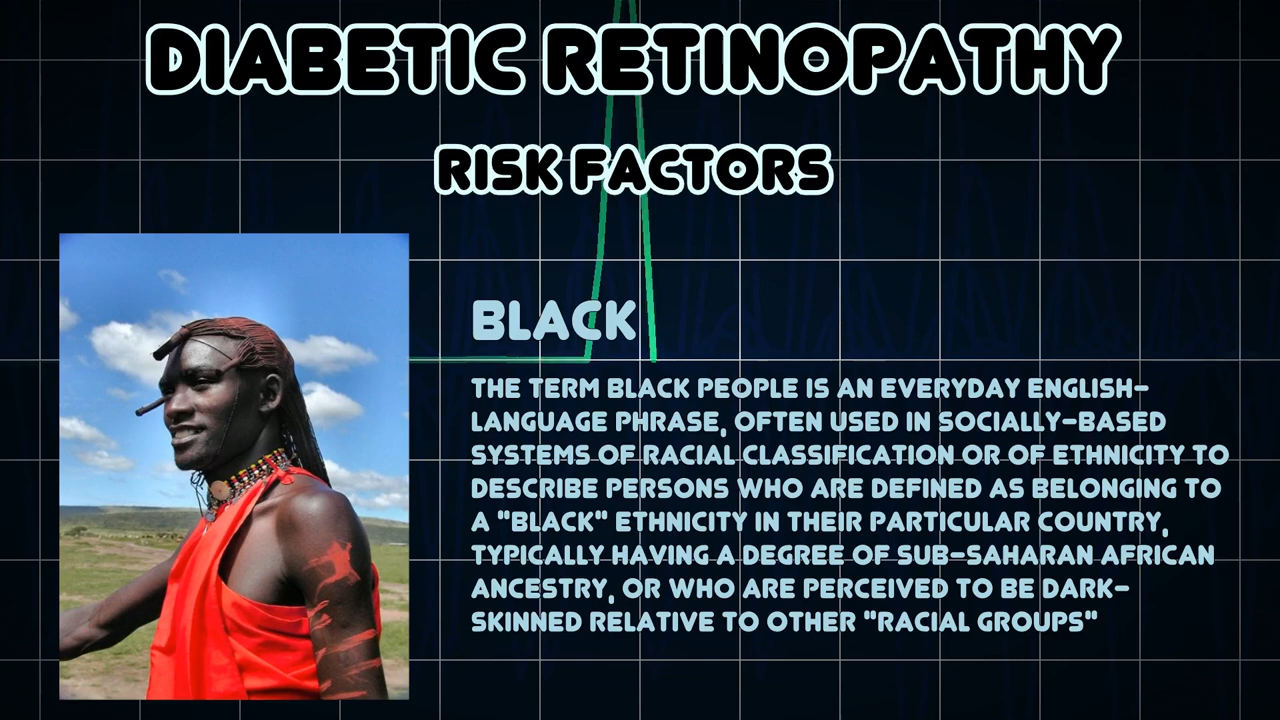 DIABETIC RETINOPATHY
RISK FACTORS
BLACK
THE TERM BLACK PEOPLE IS AN EVERYDAY ENGLISH-
LANGUAGE PHRASE, OFTEN USED IN SOCIALLY-BASED
SYSTEMS OF RACIAL CLASSIFICATION OR OF ETHNICITY TO
DESCRIBE PERSONS WHO ARE DEFINED AS BELONGING TO
A "BLACK" ETHNICITY IN THEIR PARTICULAR COUNTRY,
TYPICALLY HAVING A DEGREE OF SUB-SAHARAN AFRICAN
ANCESTRY, OR WHO ARE PERCEIVED TO BE DARK-
SKINNED RELATIVE TO OTHER "RACIAL GROUPS"